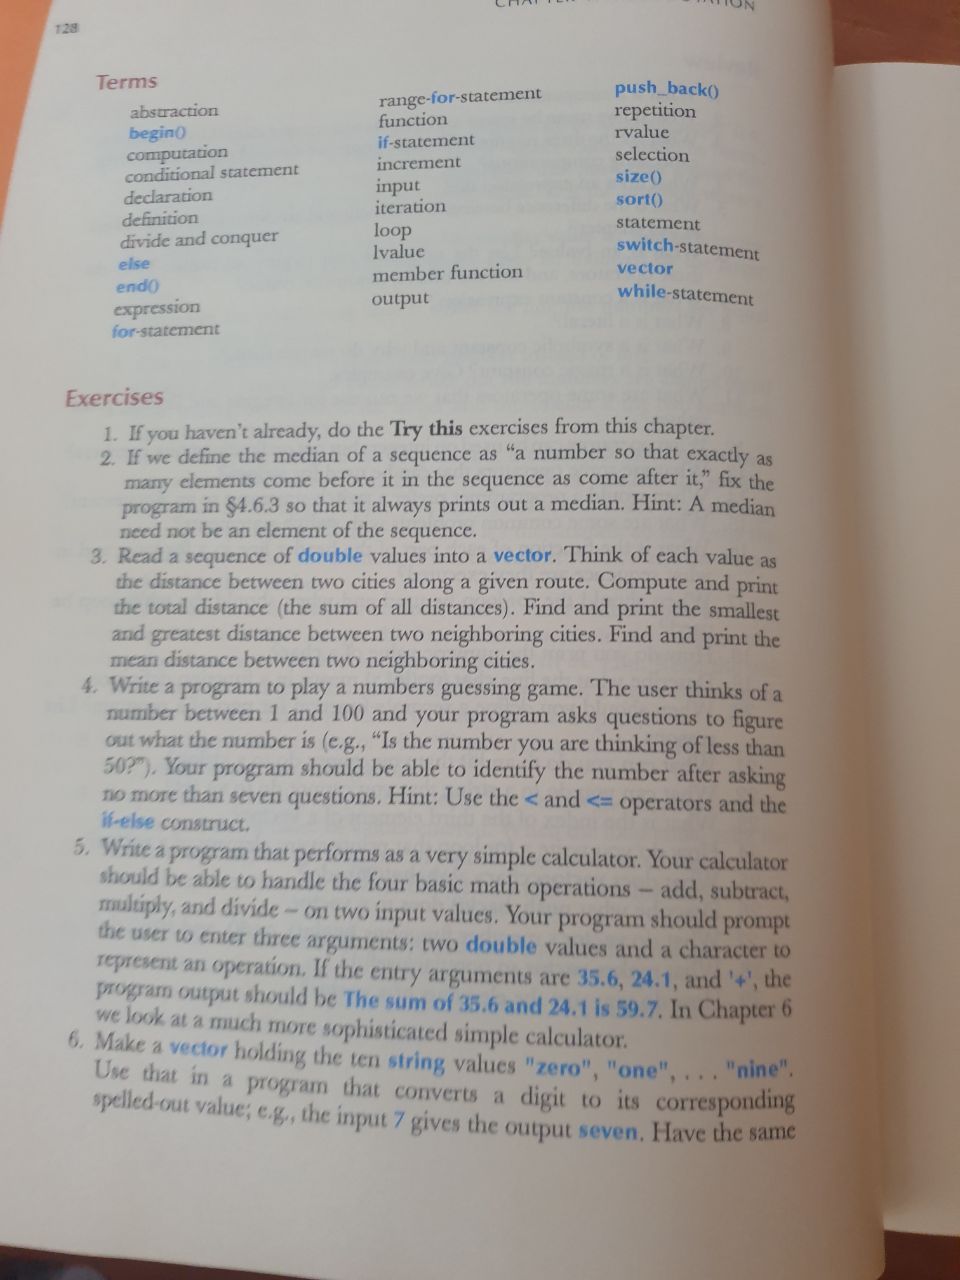 128
Terms
abstraction
begin()
computation
conditional statement
declaration
definition
divide and conquer
else
end()
expression
for-statement
range-for-statement
function
if-statement
increment
input
iteration
loop
lvalue
member function
output
push_back()
repetition
rvalue
selection
size()
sort()
statement
switch-statement
vector
while-statement
Exercises
1. If you haven't already, do the Try this exercises from this chapter.
2. If we define the median of a sequence as “a number so that exactly as
many elements come before it in the sequence as come after it,” fix the
program in §4.6.3 so that it always prints out a median. Hint: A median
need not be an element of the sequence.
3. Read a sequence of double values into a vector. Think of each value as
the distance between two cities along a given route. Compute and print
the total distance (the sum of all distances). Find and print the smallest
and greatest distance between two neighboring cities. Find and print the
mean distance between two neighboring cities.
4. Write a program to play a numbers guessing game. The user thinks of a
number between 1 and 100 and your program asks questions to figure
out what the number is (e.g., “Is the number you are thinking of less than
50?”). Your program should be able to identify the number after asking
no more than seven questions. Hint: Use the < and <= operators and the
if-else construct.
5. Write a program that performs as a very simple calculator. Your calculator
should be able to handle the four basic math operations — add, subtract,
multiply, and divide — on two input values. Your program should prompt
the user to enter three arguments: two double values and a character to
represent an operation. If the entry arguments are 35.6, 24.1, and '+', the
program output should be The sum of 35.6 and 24.1 is 59.7. In Chapter 6
we look at a much more sophisticated simple calculator.
6. Make a vector holding the ten string values "zero", "one", . . . "nine".
Use that in a program that converts a digit to its corresponding
spelled-out value; e.g., the input 7 gives the output seven. Have the same